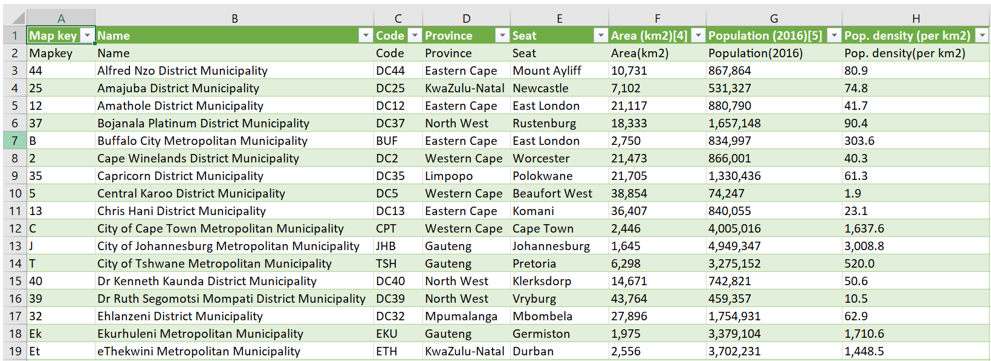 A B C D E F G H
1 Map key Name Code Province Seat Area (km2)[4] Population (2016)[5] Pop. density (per km2)
2 Mapkey Name Code Province Seat Area(km2) Population(2016) Pop. density(per km2)
3 44 Alfred Nzo District Municipality DC44 Eastern Cape Mount Ayliff 10,731 867,864 80.9
4 25 Amajuba District Municipality DC25 KwaZulu-Natal Newcastle 7,102 531,327 74.8
5 12 Amathole District Municipality DC12 Eastern Cape East London 21,117 880,790 41.7
6 37 Bojanala Platinum District Municipality DC37 North West Rustenburg 18,333 1,657,148 90.4
7 B Buffalo City Metropolitan Municipality BUF Eastern Cape East London 2,750 834,997 303.6
8 2 Cape Winelands District Municipality DC2 Western Cape Worcester 21,473 866,001 40.3
9 35 Capricorn District Municipality DC35 Limpopo Polokwane 21,705 1,330,436 61.3
10 5 Central Karoo District Municipality DC5 Western Cape Beaufort West 38,854 74,247 1.9
11 13 Chris Hani District Municipality DC13 Eastern Cape Komani 36,407 840,055 23.1
12 C City of Cape Town Metropolitan Municipality CPT Western Cape Cape Town 2,446 4,005,016 1,637.6
13 J City of Johannesburg Metropolitan Municipality JHB Gauteng Johannesburg 1,645 4,949,347 3,008.8
14 T City of Tshwane Metropolitan Municipality TSH Gauteng Pretoria 6,298 3,275,152 520.0
15 40 Dr Kenneth Kaunda District Municipality DC40 North West Klerksdorp 14,671 742,821 50.6
16 39 Dr Ruth Segomotsi Mompati District Municipality DC39 North West Vryburg 43,764 459,357 10.5
17 32 Ehlanzeni District Municipality DC32 Mpumalanga Mbombela 27,896 1,754,931 62.9
18 Ek Ekurhuleni Metropolitan Municipality EKU Gauteng Germiston 1,975 3,379,104 1,710.6
19 Et eThekwini Metropolitan Municipality ETH KwaZulu-Natal Durban 2,556 3,702,231 1,448.5